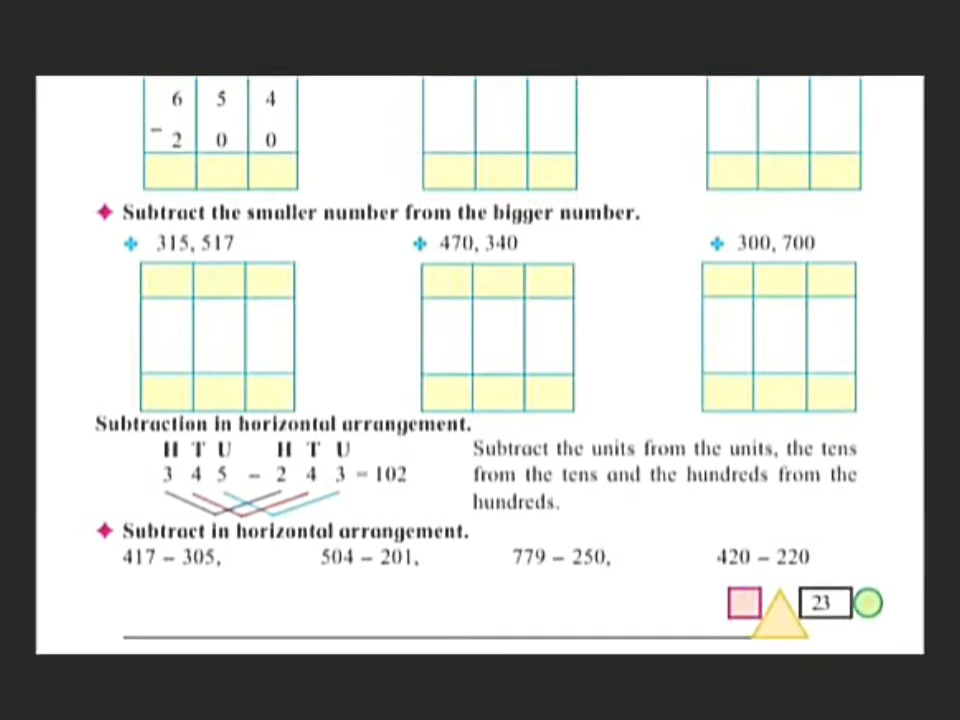 6 5 4
- 2 0 0
Subtract the smaller number from the bigger number.
315, 517 470, 340 300, 700
Subtraction in horizontal arrangement.
H T U H T U
3 4 5 - 2 4 3 = 102
Subtract the units from the units, the tens
from the tens and the hundreds from the
hundreds.
Subtract in horizontal arrangement.
417 - 305, 504 - 201, 779 - 250, 420 - 220
23